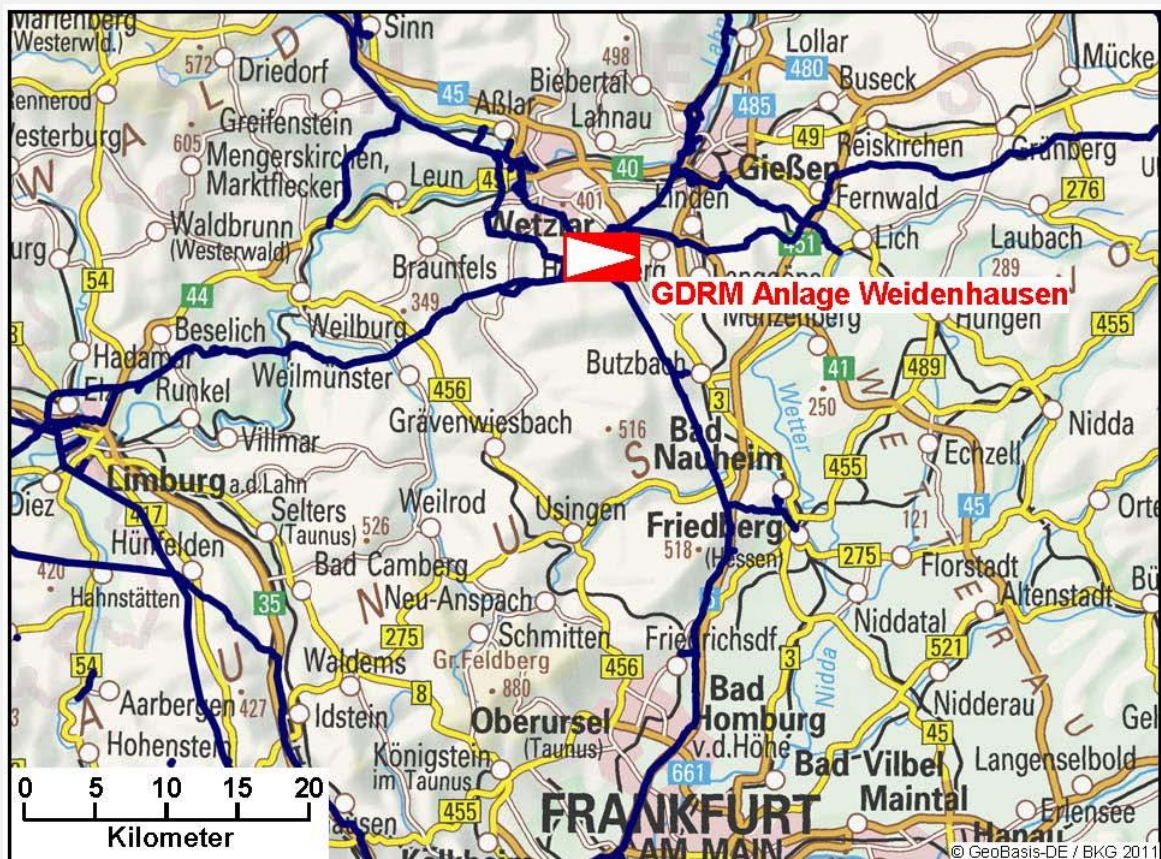 Marienberg
(Westerwld.)
Sinn
Lollar
Mücke
572
Driedorf
498
Biebertal
480
Buseck
45
Aßlar
485
Greifenstein
Lahnau
49
Reiskirchen
Grünberg
605
Mengerskirchen,
Marktflecken
Leun
40
Gießen
276
401
Linden
Fernwald
Waldbrunn
(Westerwald)
Wetzlar
451
Lich
Laubach
54
Braunfels
289
44
349
GDRM Anlage Weidenhausen
Beselich
Weilburg
Münzenberg
Hungen
455
Hadamar
Butzbach
489
Runkel
Weilmünster
41
456
3
Wetter
250
Nidda
Grävenwiesbach
516
Villmar
Bad
Nauheim
Echzell
455
Limburg a.d.Lahn
Diez
Weilrod
Usingen
45
417
Selters
(Taunus)
526
Friedberg
(Hessen)
121
Hünfelden
518
275
Florstadt
420
Bad Camberg
Hahnstätten
35
Neu-Anspach
Altenstadt
Niddatal
275
Schmitten
Friedrichsdf.
521
Waldems
Gr.Feldberg
456
3
Nidda
54
880
8
Bad
Homburg
v.d.Höhe
Nidderau
Aarbergen
427
Idstein
Oberursel
(Taunus)
45
Hohenstein
Königstein
im Taunus
Langenselbold
661
Bad-Vilbel
Maintal
0 5 10 15 20
Kilometer
455
FRANKFURT
AM MAIN
Erlensee
Hanau
© GeoBasis-DE / BKG 2011